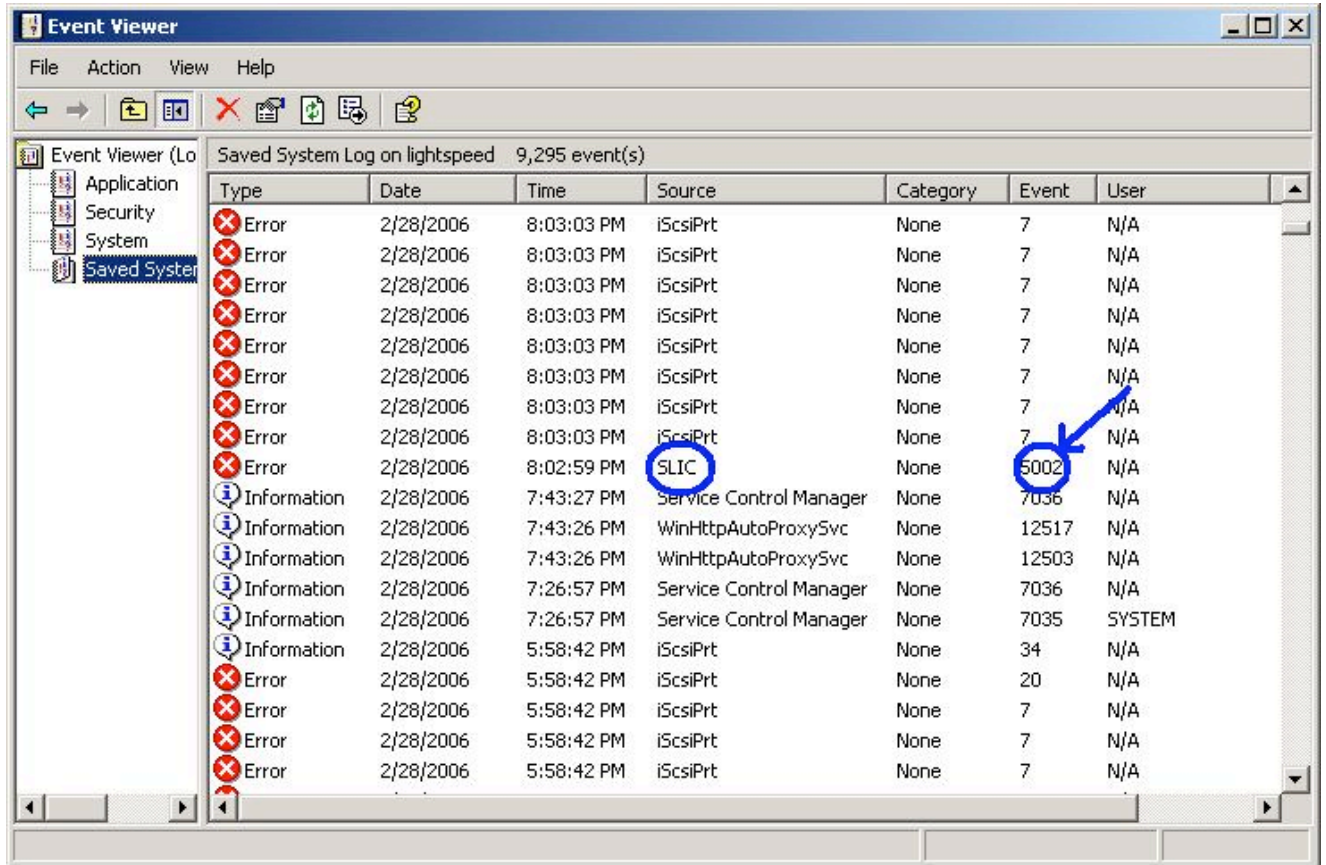 Event Viewer
File Action View Help
Event Viewer (Lo
Application
Security
System
Saved System
Saved System Log on lightspeed 9,295 event(s)
Type Date Time Source Category Event User
Error 2/28/2006 8:03:03 PM iScsiPrt None 7 N/A
Error 2/28/2006 8:03:03 PM iScsiPrt None 7 N/A
Error 2/28/2006 8:03:03 PM iScsiPrt None 7 N/A
Error 2/28/2006 8:03:03 PM iScsiPrt None 7 N/A
Error 2/28/2006 8:03:03 PM iScsiPrt None 7 N/A
Error 2/28/2006 8:03:03 PM iScsiPrt None 7 N/A
Error 2/28/2006 8:03:03 PM iScsiPrt None 7 N/A
Error 2/28/2006 8:03:03 PM iScsiPrt None 7 N/A
Error 2/28/2006 8:02:59 PM SLIC None 5002 N/A
Information 2/28/2006 7:43:27 PM Service Control Manager None 7036 N/A
Information 2/28/2006 7:43:26 PM WinHttpAutoProxySvc None 12517 N/A
Information 2/28/2006 7:43:26 PM WinHttpAutoProxySvc None 12503 N/A
Information 2/28/2006 7:26:57 PM Service Control Manager None 7036 N/A
Information 2/28/2006 7:26:57 PM Service Control Manager None 7035 SYSTEM
Information 2/28/2006 5:58:42 PM iScsiPrt None 34 N/A
Error 2/28/2006 5:58:42 PM iScsiPrt None 20 N/A
Error 2/28/2006 5:58:42 PM iScsiPrt None 7 N/A
Error 2/28/2006 5:58:42 PM iScsiPrt None 7 N/A
Error 2/28/2006 5:58:42 PM iScsiPrt None 7 N/A